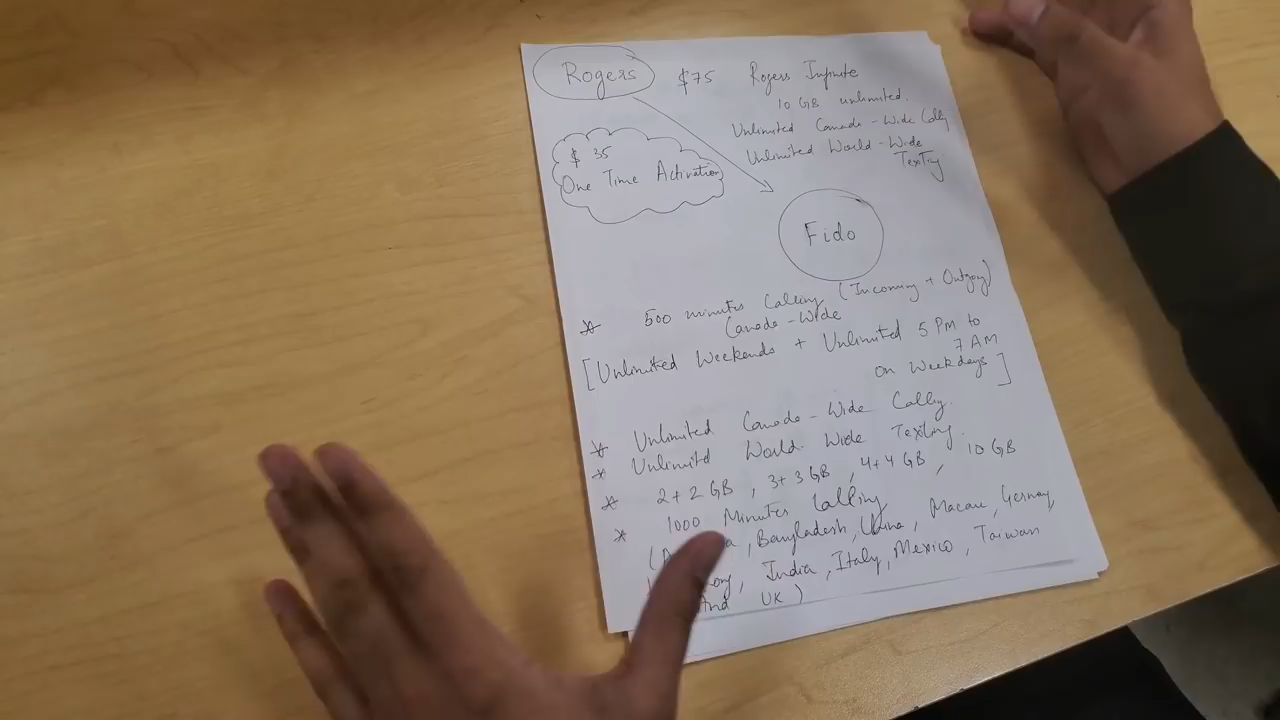 Rogers $75 Rogers Infinite
10 GB unlimited.
Unlimited Canada-Wide Calling
Unlimited World-Wide
Texting
$ 35
One Time Activation
Fido
* 500 minutes Calling (Incoming + Outgoing)
Canada-Wide
[Unlimited Weekends + Unlimited 5 PM to
7 AM
on Weekdays]
* Unlimited Canada-Wide Calling.
* Unlimited World Wide Texting
* 2+2 GB, 3+3 GB, 4+4 GB, 10 GB
* 1000 Minutes Calling
Bangladesh, China, Macau, Germany,
India, Italy, Mexico, Taiwan
And UK)